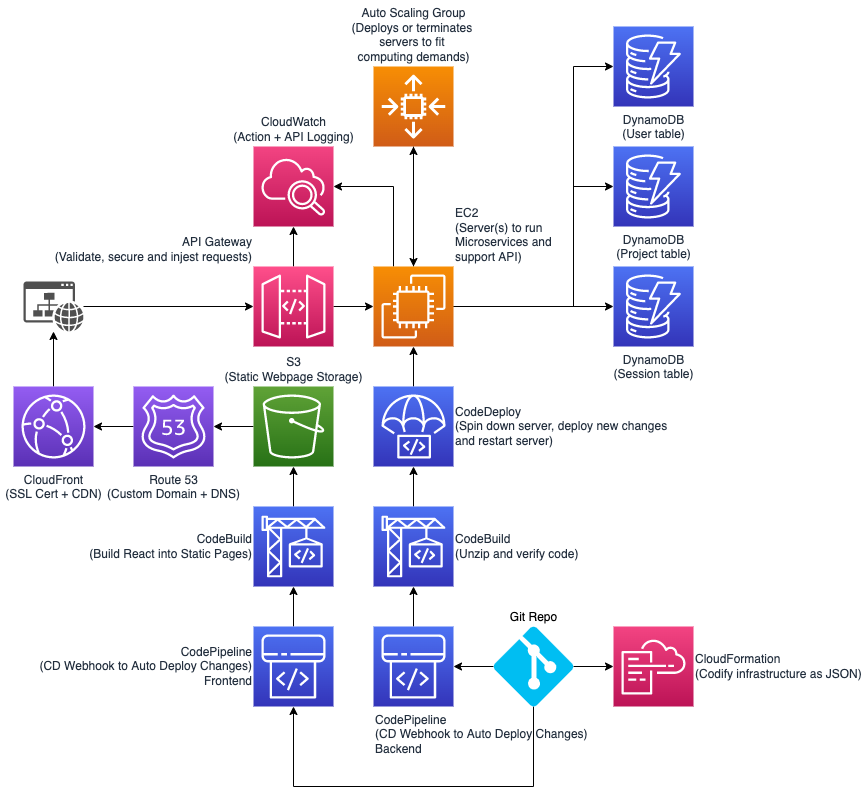 Auto Scaling Group
(Deploys or terminates
servers to fit
computing demands)
CloudWatch
(Action + API Logging)
DynamoDB
(User table)
API Gateway
(Validate, secure and injest requests)
EC2
(Server(s) to run
Microservices and
support API)
DynamoDB
(Project table)
</>
S3
(Static Webpage Storage)
DynamoDB
(Session table)
53
CodeDeploy
(Spin down server, deploy new changes
and restart server)
</>
CloudFront
(SSL Cert + CDN)
Route 53
(Custom Domain + DNS)
CodeBuild
(Build React into Static Pages)
</>
</>
CodeBuild
(Unzip and verify code)
Git Repo
CodePipeline
(CD Webhook to Auto Deploy Changes)
Frontend
</>
</>
CloudFormation
(Codify infrastructure as JSON)
CodePipeline
(CD Webhook to Auto Deploy Changes)
Backend